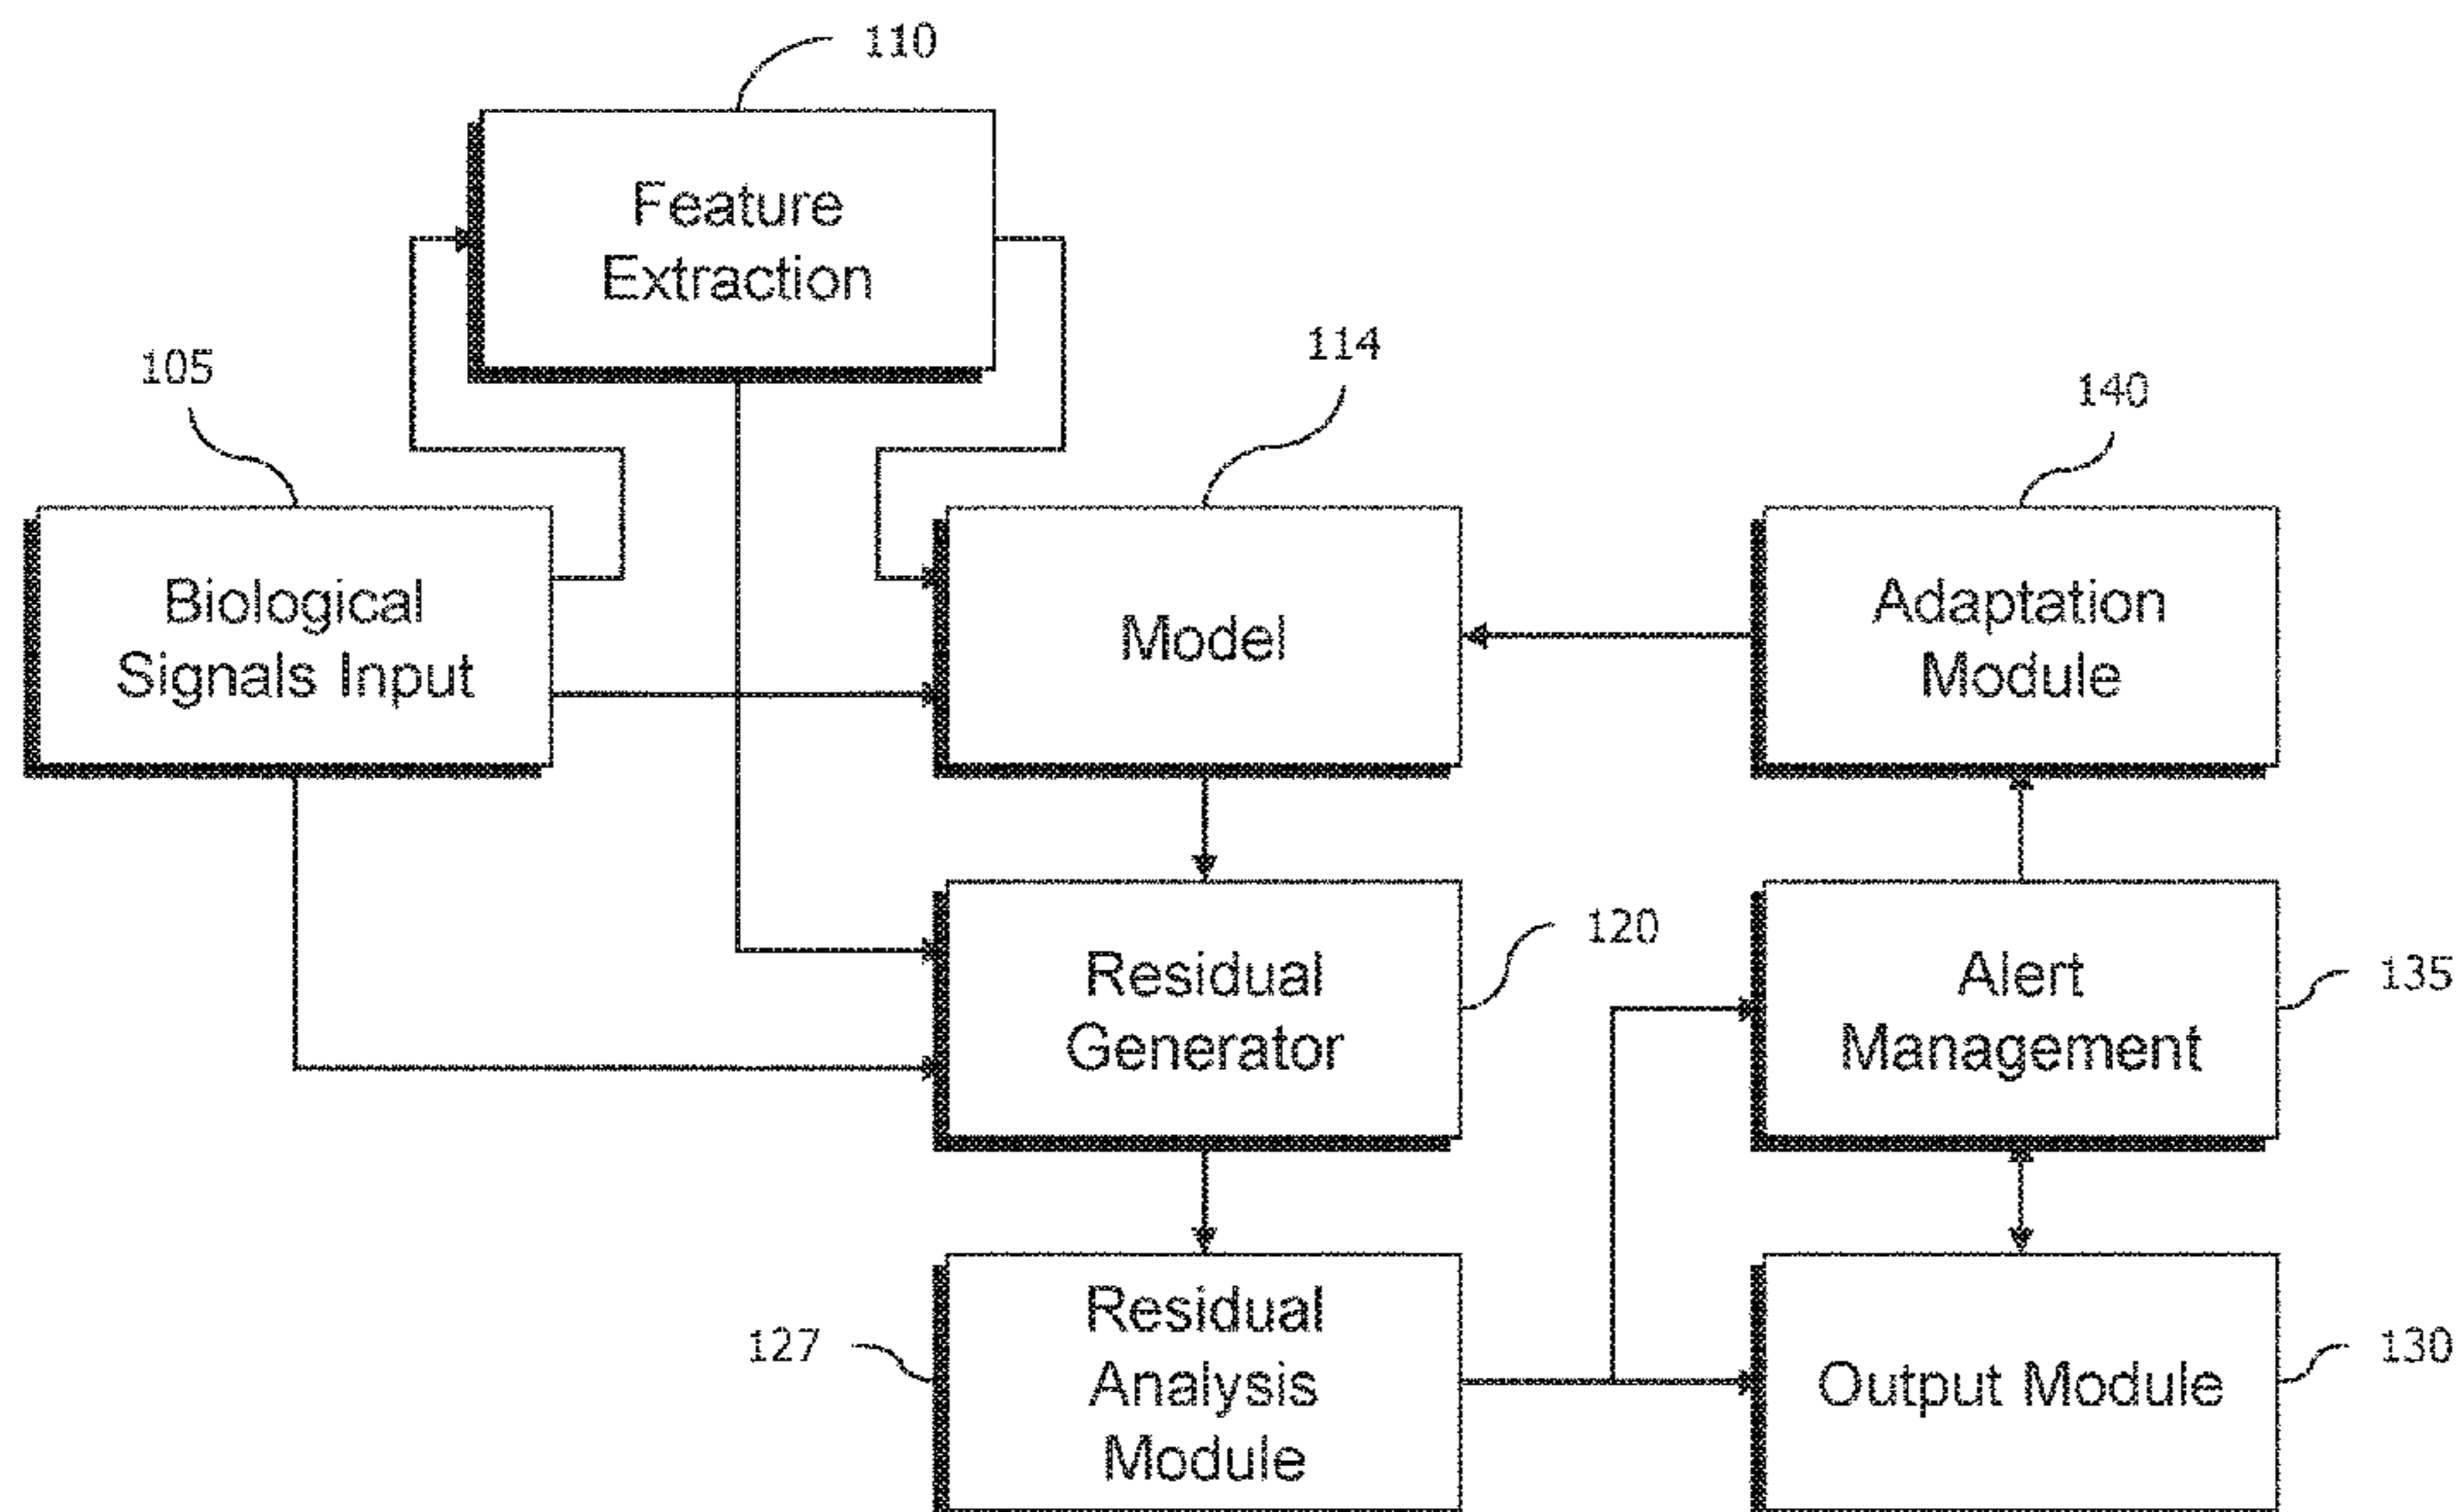 110
Feature
Extraction
105
114
140
Biological
Signals Input
Model
Adaptation
Module
120
Residual
Generator
Alert
Management
135
127
Residual
Analysis
Module
Output Module
130